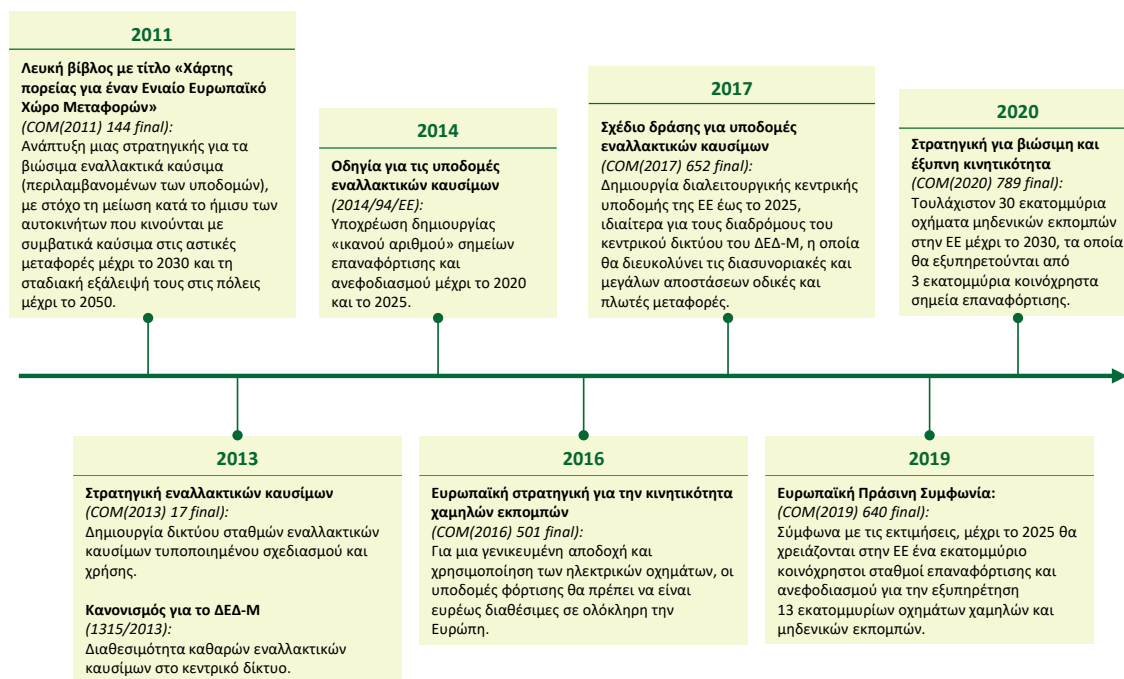 2011
Λευκή βίβλος με τίτλο «Χάρτης
πορείας για έναν Ενιαίο Ευρωπαϊκό
Χώρο Μεταφορών»
(COM(2011) 144 final):
Ανάπτυξη μιας στρατηγικής για τα
βιώσιμα εναλλακτικά καύσιμα
(περιλαμβανομένων των υποδομών),
με στόχο τη μείωση κατά το ήμισυ των
αυτοκινήτων που κινούνται με
συμβατικά καύσιμα στις αστικές
μεταφορές μέχρι το 2030 και τη
σταδιακή εξάλειψή τους στις πόλεις
μέχρι το 2050.
2013
Στρατηγική εναλλακτικών καυσίμων
(COM(2013) 17 final):
Δημιουργία δικτύου σταθμών εναλλακτικών
καυσίμων τυποποιημένου σχεδιασμού και
χρήσης.
Κανονισμός για το ΔΕΔ-Μ
(1315/2013):
Διαθεσιμότητα καθαρών εναλλακτικών
καυσίμων στο κεντρικό δίκτυο.
2014
Οδηγία για τις υποδομές
εναλλακτικών καυσίμων
(2014/94/ΕΕ):
Υποχρέωση δημιουργίας
«ικανού αριθμού» σημείων
επαναφόρτισης και
ανεφοδιασμού μέχρι το 2020
και το 2025.
2016
Ευρωπαϊκή στρατηγική για την κινητικότητα
χαμηλών εκπομπών
(COM(2016) 501 final):
Για μια γενικευμένη αποδοχή και
χρησιμοποίηση των ηλεκτρικών οχημάτων, οι
υποδομές φόρτισης θα πρέπει να είναι
ευρέως διαθέσιμες σε ολόκληρη την
Ευρώπη.
2017
Σχέδιο δράσης για υποδομές
εναλλακτικών καυσίμων
(COM(2017) 652 final):
Δημιουργία διαλειτουργικής κεντρικής
υποδομής της ΕΕ έως το 2025,
ιδιαίτερα για τους διαδρόμους του
κεντρικού δικτύου του ΔΕΔ-Μ, η οποία
θα διευκολύνει τις διασυνοριακές και
μεγάλων αποστάσεων οδικές και
πλωτές μεταφορές.
2019
Ευρωπαϊκή Πράσινη Συμφωνία:
(COM(2019) 640 final):
Σύμφωνα με τις εκτιμήσεις, μέχρι το 2025 θα
χρειάζονται στην ΕΕ ένα εκατομμύριο
κοινόχρηστοι σταθμοί επαναφόρτισης και
ανεφοδιασμού για την εξυπηρέτηση
13 εκατομμυρίων οχημάτων χαμηλών και
μηδενικών εκπομπών.
2020
Στρατηγική για βιώσιμη και
έξυπνη κινητικότητα
(COM(2020) 789 final):
Τουλάχιστον 30 εκατομμύρια
οχήματα μηδενικών εκπομπών
στην ΕΕ μέχρι το 2030, τα οποία
θα εξυπηρετούνται από
3 εκατομμύρια κοινόχρηστα
σημεία επαναφόρτισης.